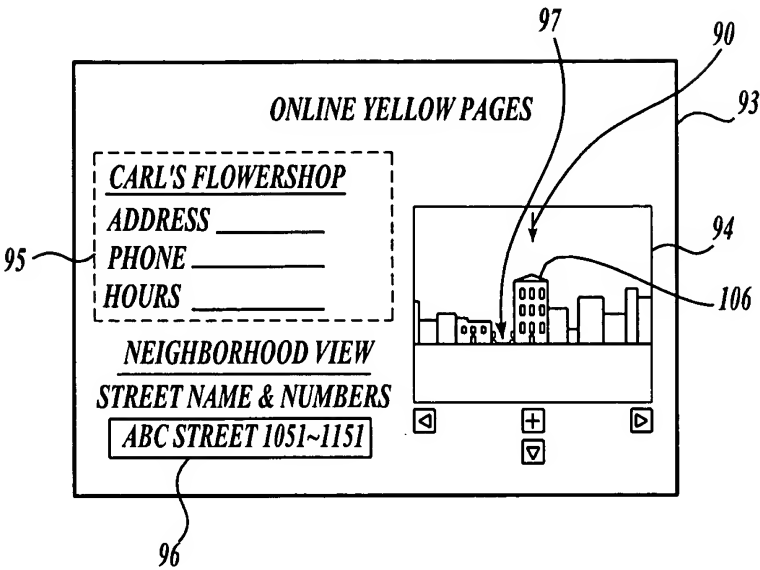 97
90
93
ONLINE YELLOW PAGES
CARL'S FLOWERSHOP
ADDRESS
PHONE
HOURS
95
94
106
NEIGHBORHOOD VIEW
STREET NAME & NUMBERS
ABC STREET 1051~1151
96